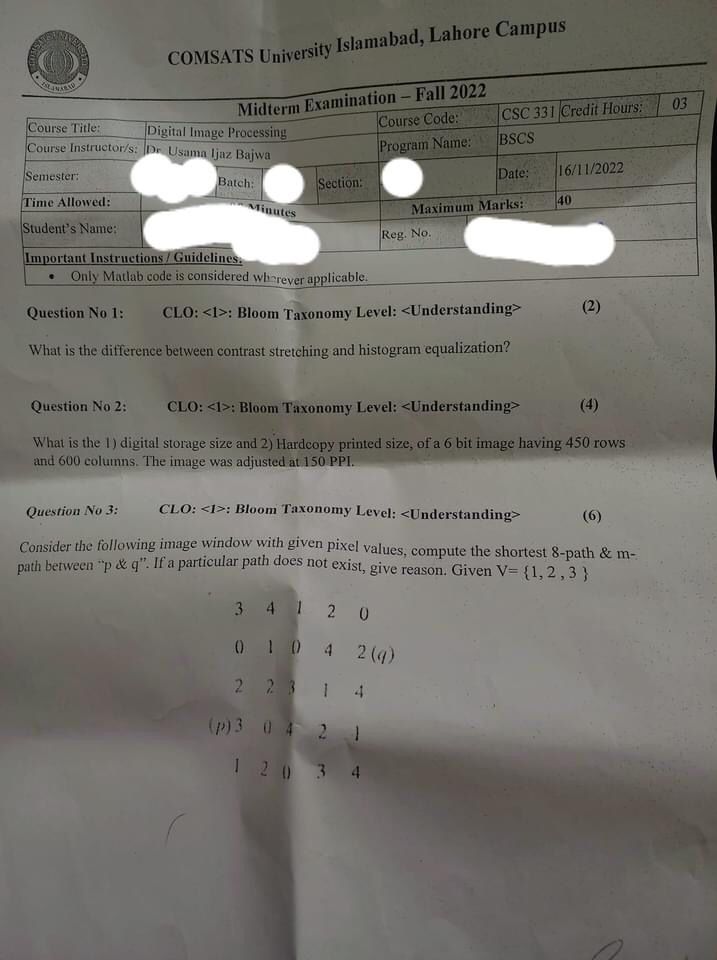 COMSATS University Islamabad, Lahore Campus
Midterm Examination – Fall 2022
Course Title: Digital Image Processing Course Code: CSC 331 Credit Hours: 03
Course Instructor/s: Dr. Usama Ijaz Bajwa Program Name: BSCS
Semester: Batch: Section: Date: 16/11/2022
Time Allowed: Minutes Maximum Marks: 40
Student's Name: Reg. No.
Important Instructions / Guidelines:
• Only Matlab code is considered wherever applicable.
Question No 1: CLO: <1>: Bloom Taxonomy Level: <Understanding> (2)
What is the difference between contrast stretching and histogram equalization?
Question No 2: CLO: <1>: Bloom Taxonomy Level: <Understanding> (4)
What is the 1) digital storage size and 2) Hardcopy printed size, of a 6 bit image having 450 rows
and 600 columns. The image was adjusted at 150 PPI.
Question No 3: CLO: <1>: Bloom Taxonomy Level: <Understanding> (6)
Consider the following image window with given pixel values, compute the shortest 8-path & m-
path between "p & q". If a particular path does not exist, give reason. Given V= {1, 2 , 3 }
3 4 1 2 0
0 1 0 4 2 (q)
2 2 3 1 4
(p) 3 0 4 2 1
1 2 0 3 4